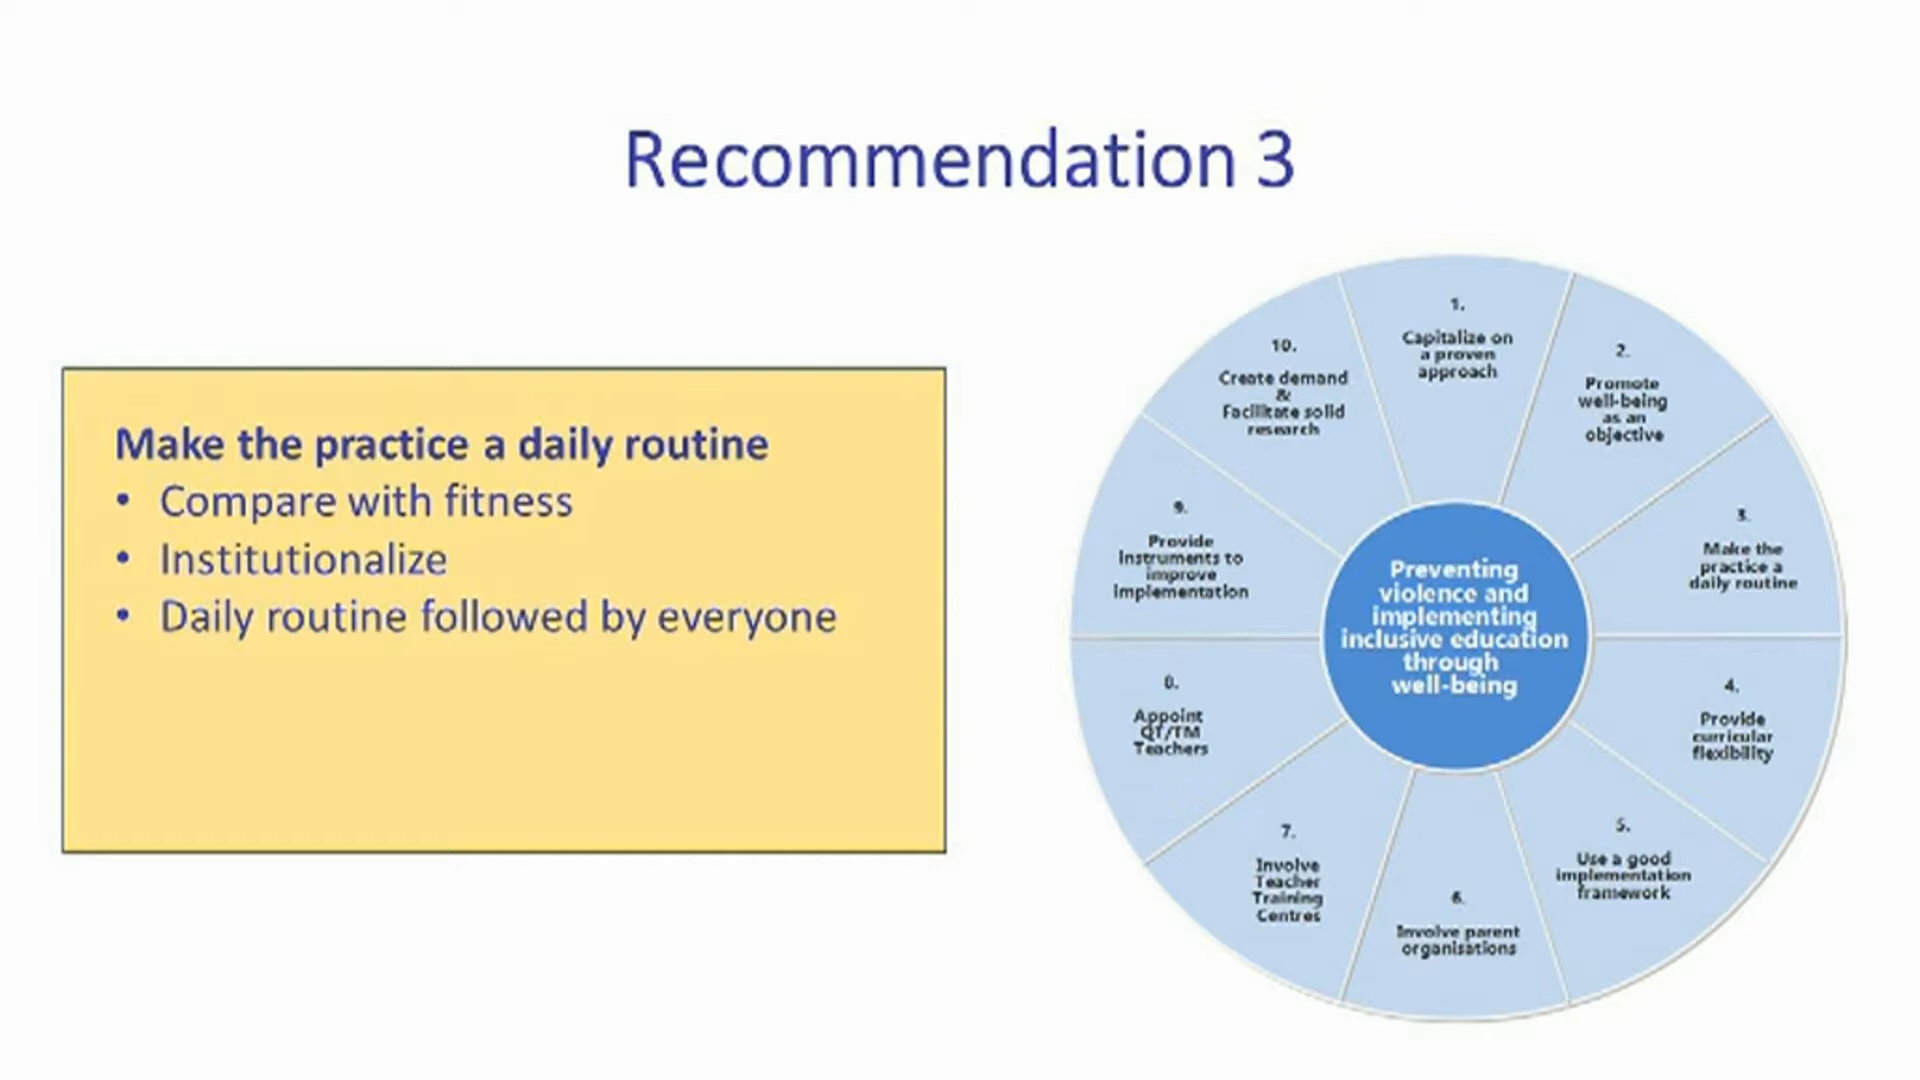 Recommendation 3
Make the practice a daily routine
• Compare with fitness
• Institutionalize
• Daily routine followed by everyone
1.
Capitalize on
a proven
approach
2.
Promote
well-being
as an
objective
3.
Make the
practice a
daily routine
4.
Provide
curricular
flexibility
5.
Use a good
implementation
framework
6.
Involve parent
organisations
7.
Involve
Teacher
Training
Centres
8.
Appoint
QT/TM
Teachers
9.
Provide
instruments to
improve
implementation
10.
Create demand
&
Facilitate solid
research
Preventing
violence and
implementing
inclusive education
through
well-being